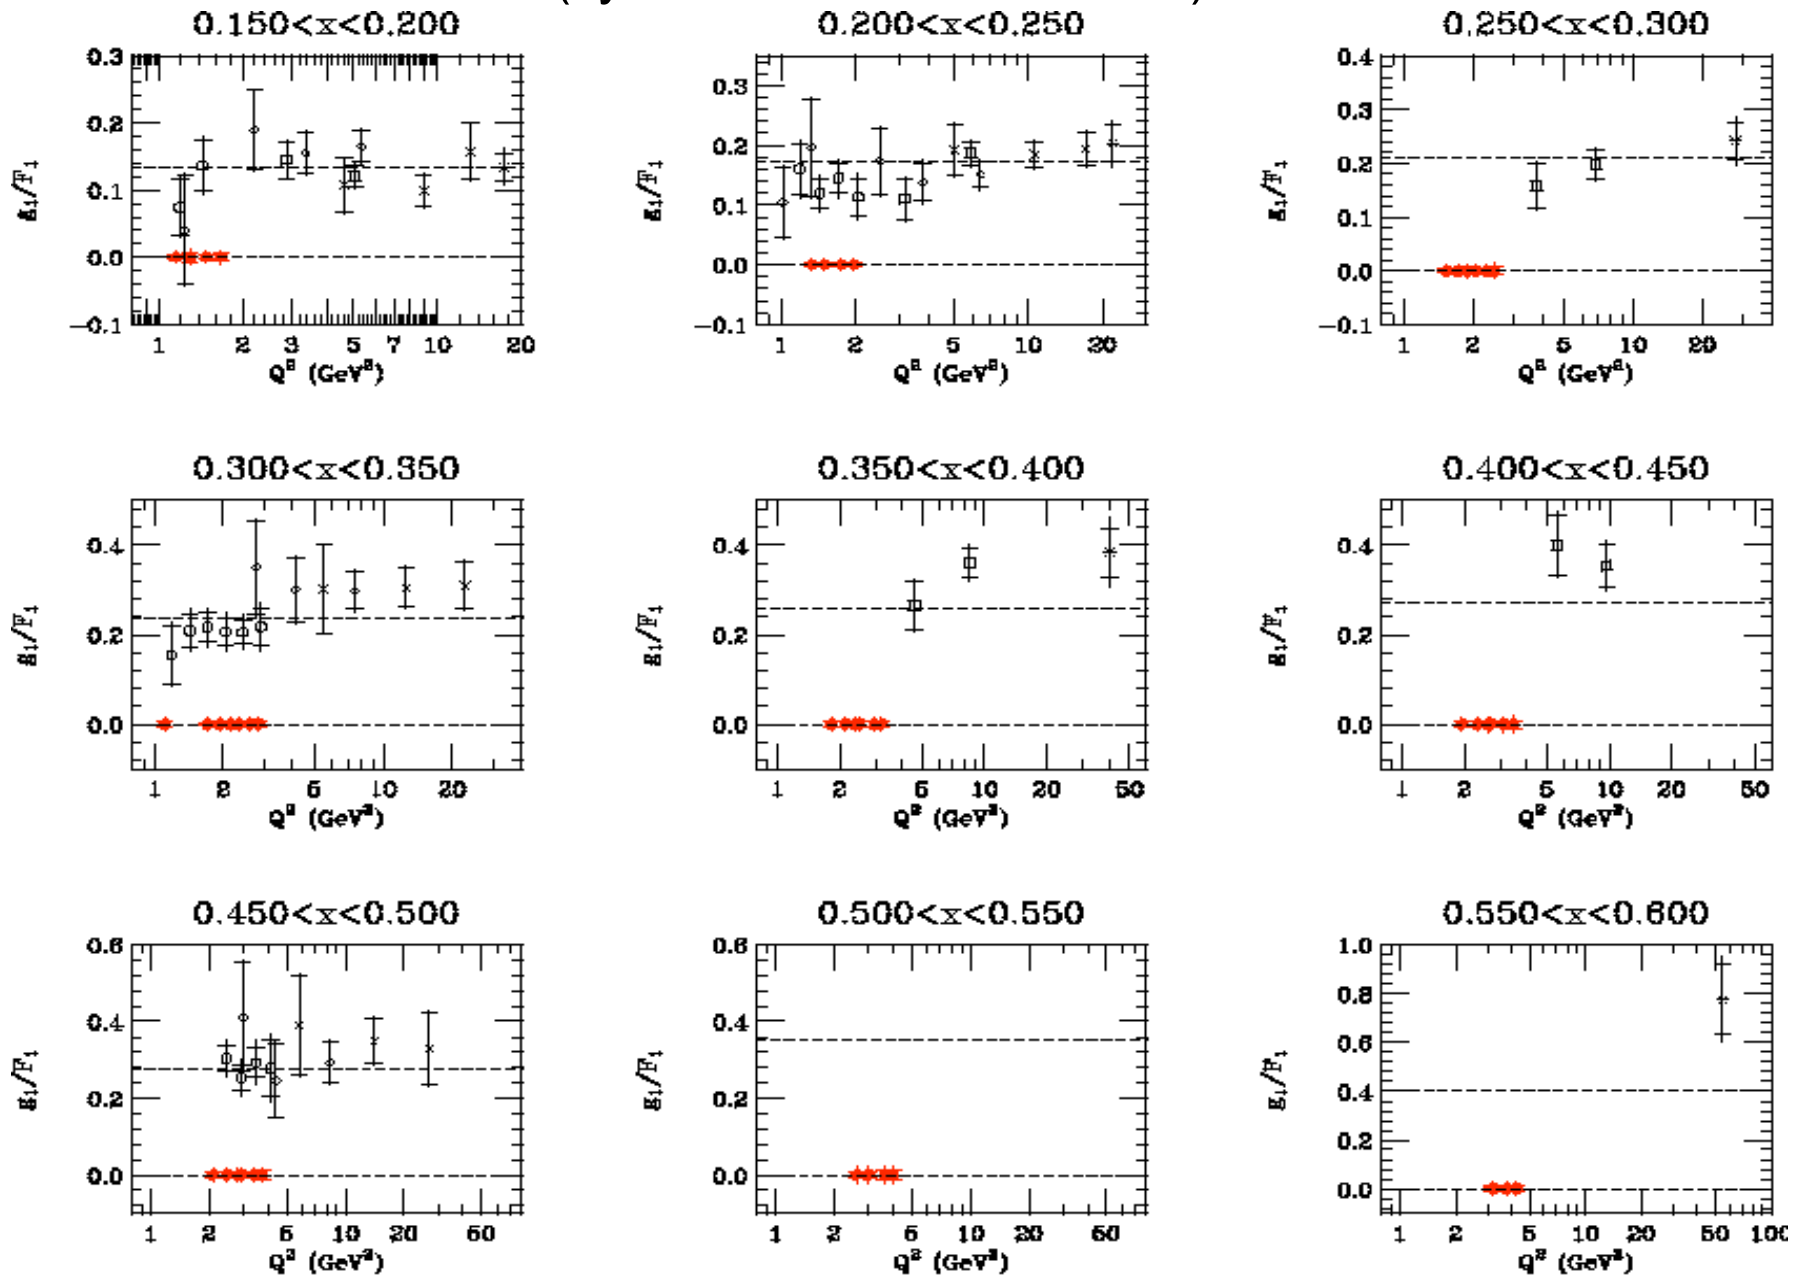 0.150<x<0.200 0.200<x<0.250 0.250<x<0.300
0.3 0.2 0.1 0.0 −0.1
g₁/F₁
1 2 3 5 7 10 20
Q² (GeV²)
0.3 0.2 0.1 0.0 −0.1
g₁/F₁
1 2 5 10 20
Q² (GeV²)
0.4 0.3 0.2 0.1 0.0 −0.1
g₁/F₁
1 2 5 10 20
Q² (GeV²)
0.300<x<0.350 0.350<x<0.400 0.400<x<0.450
0.4 0.2 0.0
g₁/F₁
1 2 5 10 20
Q² (GeV²)
0.4 0.2 0.0
g₁/F₁
1 2 5 10 20 50
Q² (GeV²)
0.4 0.2 0.0
g₁/F₁
1 2 5 10 20 50
Q² (GeV²)
0.450<x<0.500 0.500<x<0.550 0.550<x<0.600
0.6 0.4 0.2 0.0
g₁/F₁
1 2 5 10 20 50
Q² (GeV²)
0.6 0.4 0.2 0.0
g₁/F₁
1 2 5 10 20 50
Q² (GeV²)
1.0 0.8 0.6 0.4 0.2 0.0
g₁/F₁
1 2 5 10 20 50 100
Q² (GeV²)